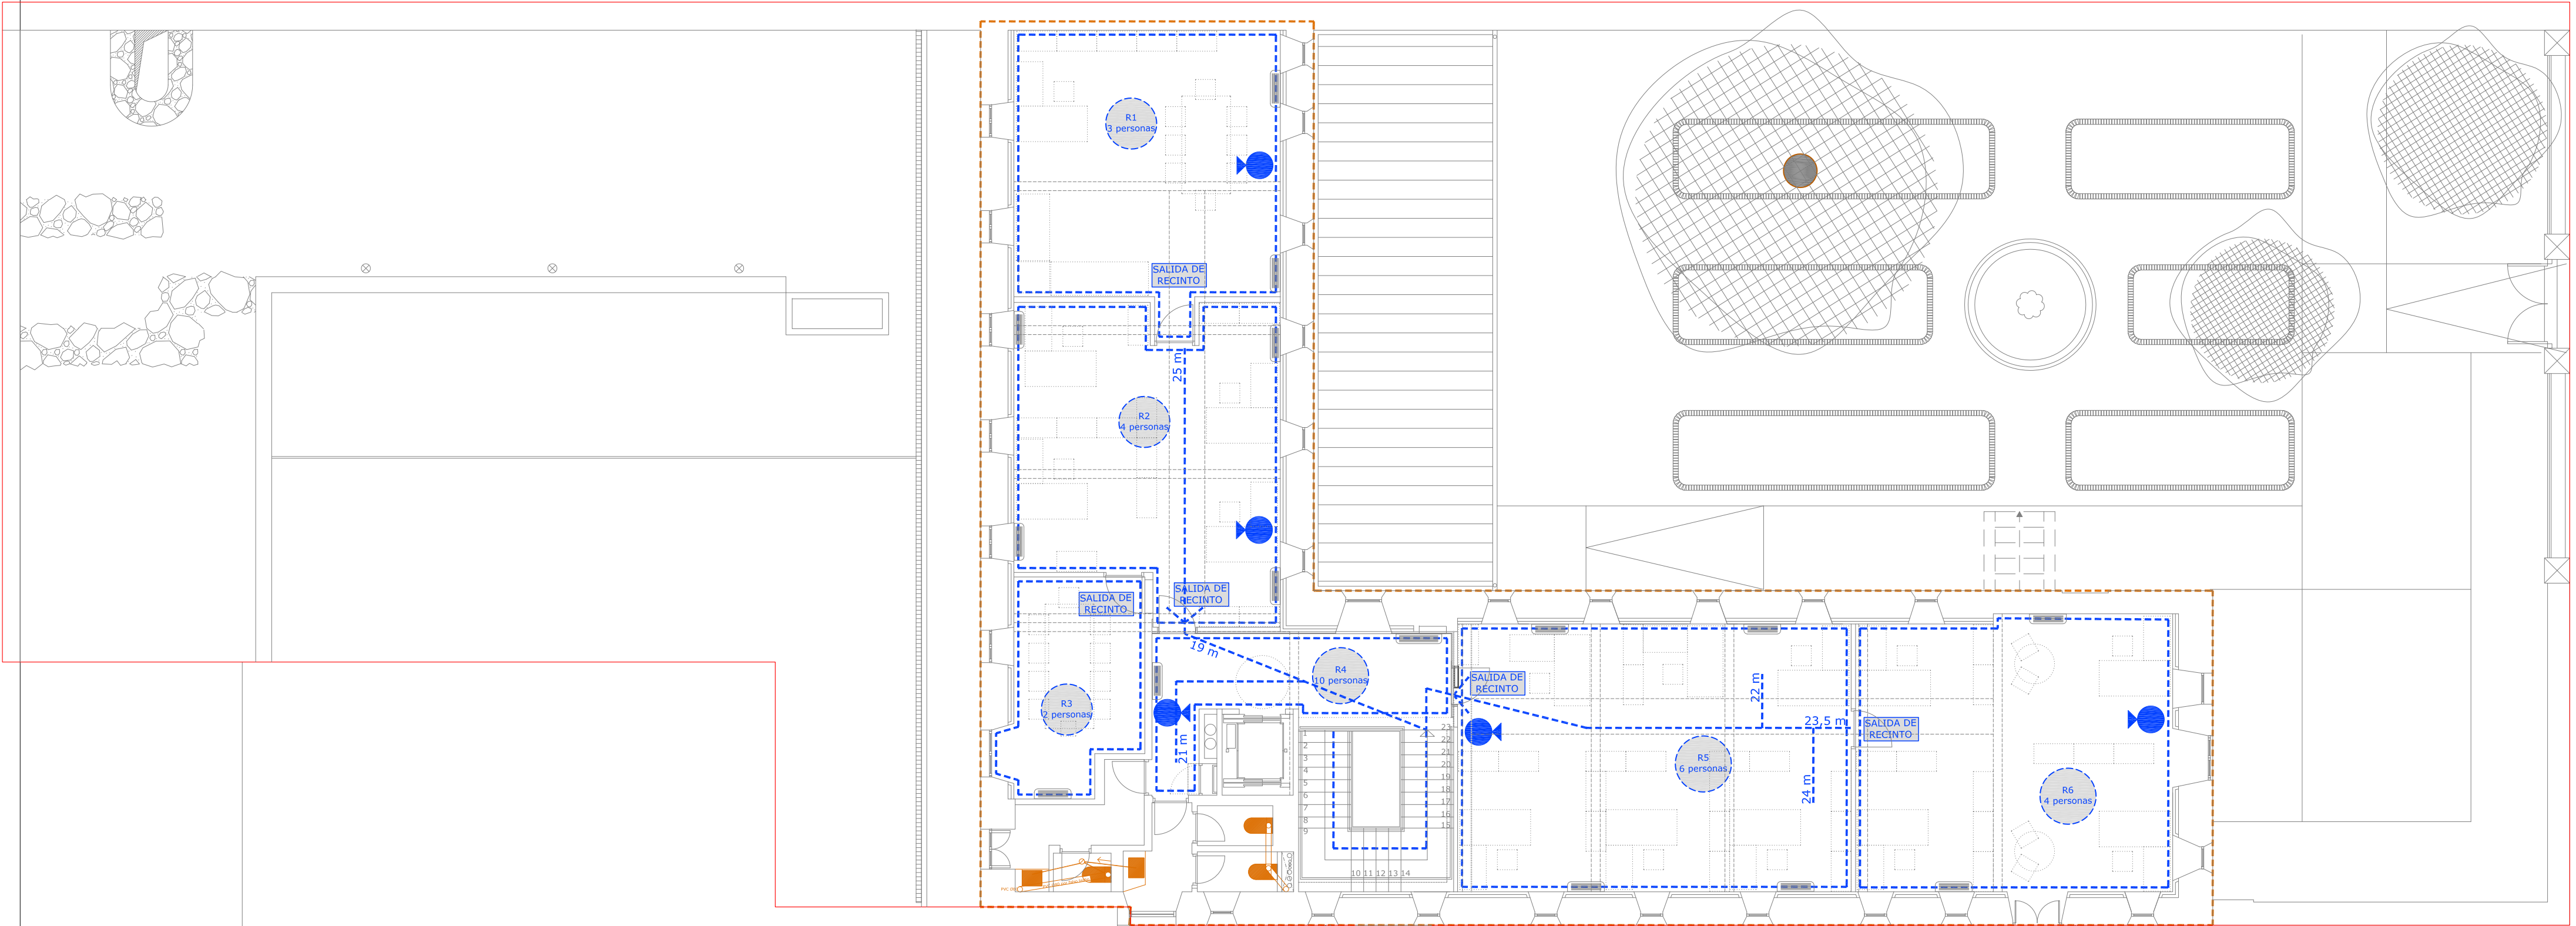 R1
3 personas
SALIDA DE
RECINTO
25 m
R2
4 personas
SALIDA DE
RECINTO
SALIDA DE
RECINTO
19 m
R4
10 personas
SALIDA DE
RECINTO
R3
2 personas
21 m
22 m
23,5 m
SALIDA DE
RECINTO
R5
6 personas
24 m
R6
4 personas
1
2
3
4
5
6
7
8
9
10 11 12 13 14
23
22
21
20
19
18
17
16
15